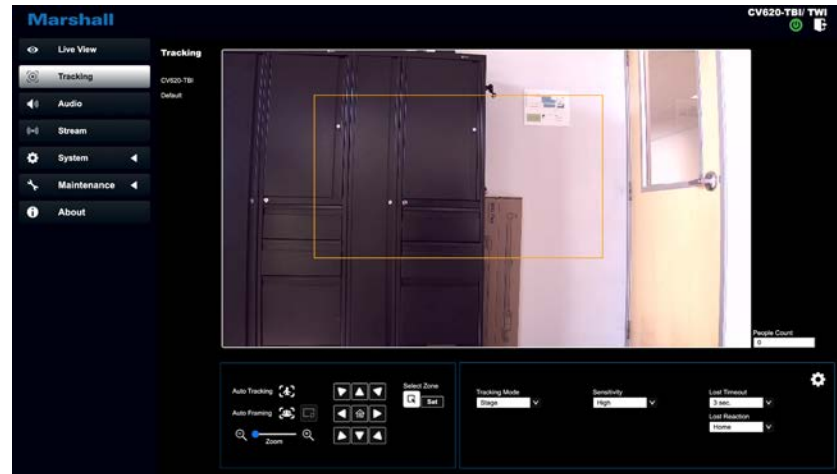 Marshall
CV620-TBI/ TWI
Live View
Tracking
Audio
Stream
System
Maintenance
About
Tracking
CV620-TBI
Default
People Count
0
Auto Tracking
Auto Framing
Zoom
Select Zone
Set
Tracking Mode
Stage
Sensitivity
High
Lost Timeout
3 sec.
Lost Reaction
Home